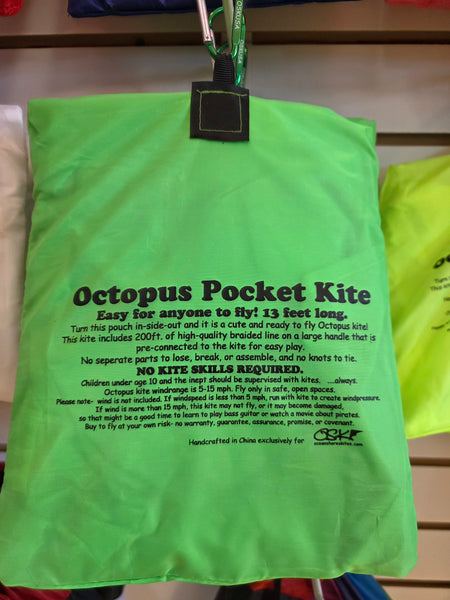 Octopus Pocket Kite
Easy for anyone to fly! 13 feet long.
Turn this pouch in-side-out and it is a cute and ready to fly Octopus kite!
This kite includes 200ft. of high-quality braided line on a large handle that is
pre-connected to the kite for easy play.
No seperate parts to lose, break, or assemble, and no knots to tie.
NO KITE SKILLS REQUIRED.
Children under age 10 and the inept should be supervised with kites. ....always.
Octopus kite windrange is 5-15 mph. Fly only in safe, open spaces.
Please note- wind is not included. If windspeed is less than 5 mph, run with kite to create windpressure.
If wind is more than 15 mph, this kite may not fly, or it may become damaged,
so that might be a good time to learn to play bass guitar or watch a movie about pirates.
Buy to fly at your own risk- no warranty, guarantee, assurance, promise, or covenant.
Handcrafted in China exclusively for
OSK
oceanshoreskites.com